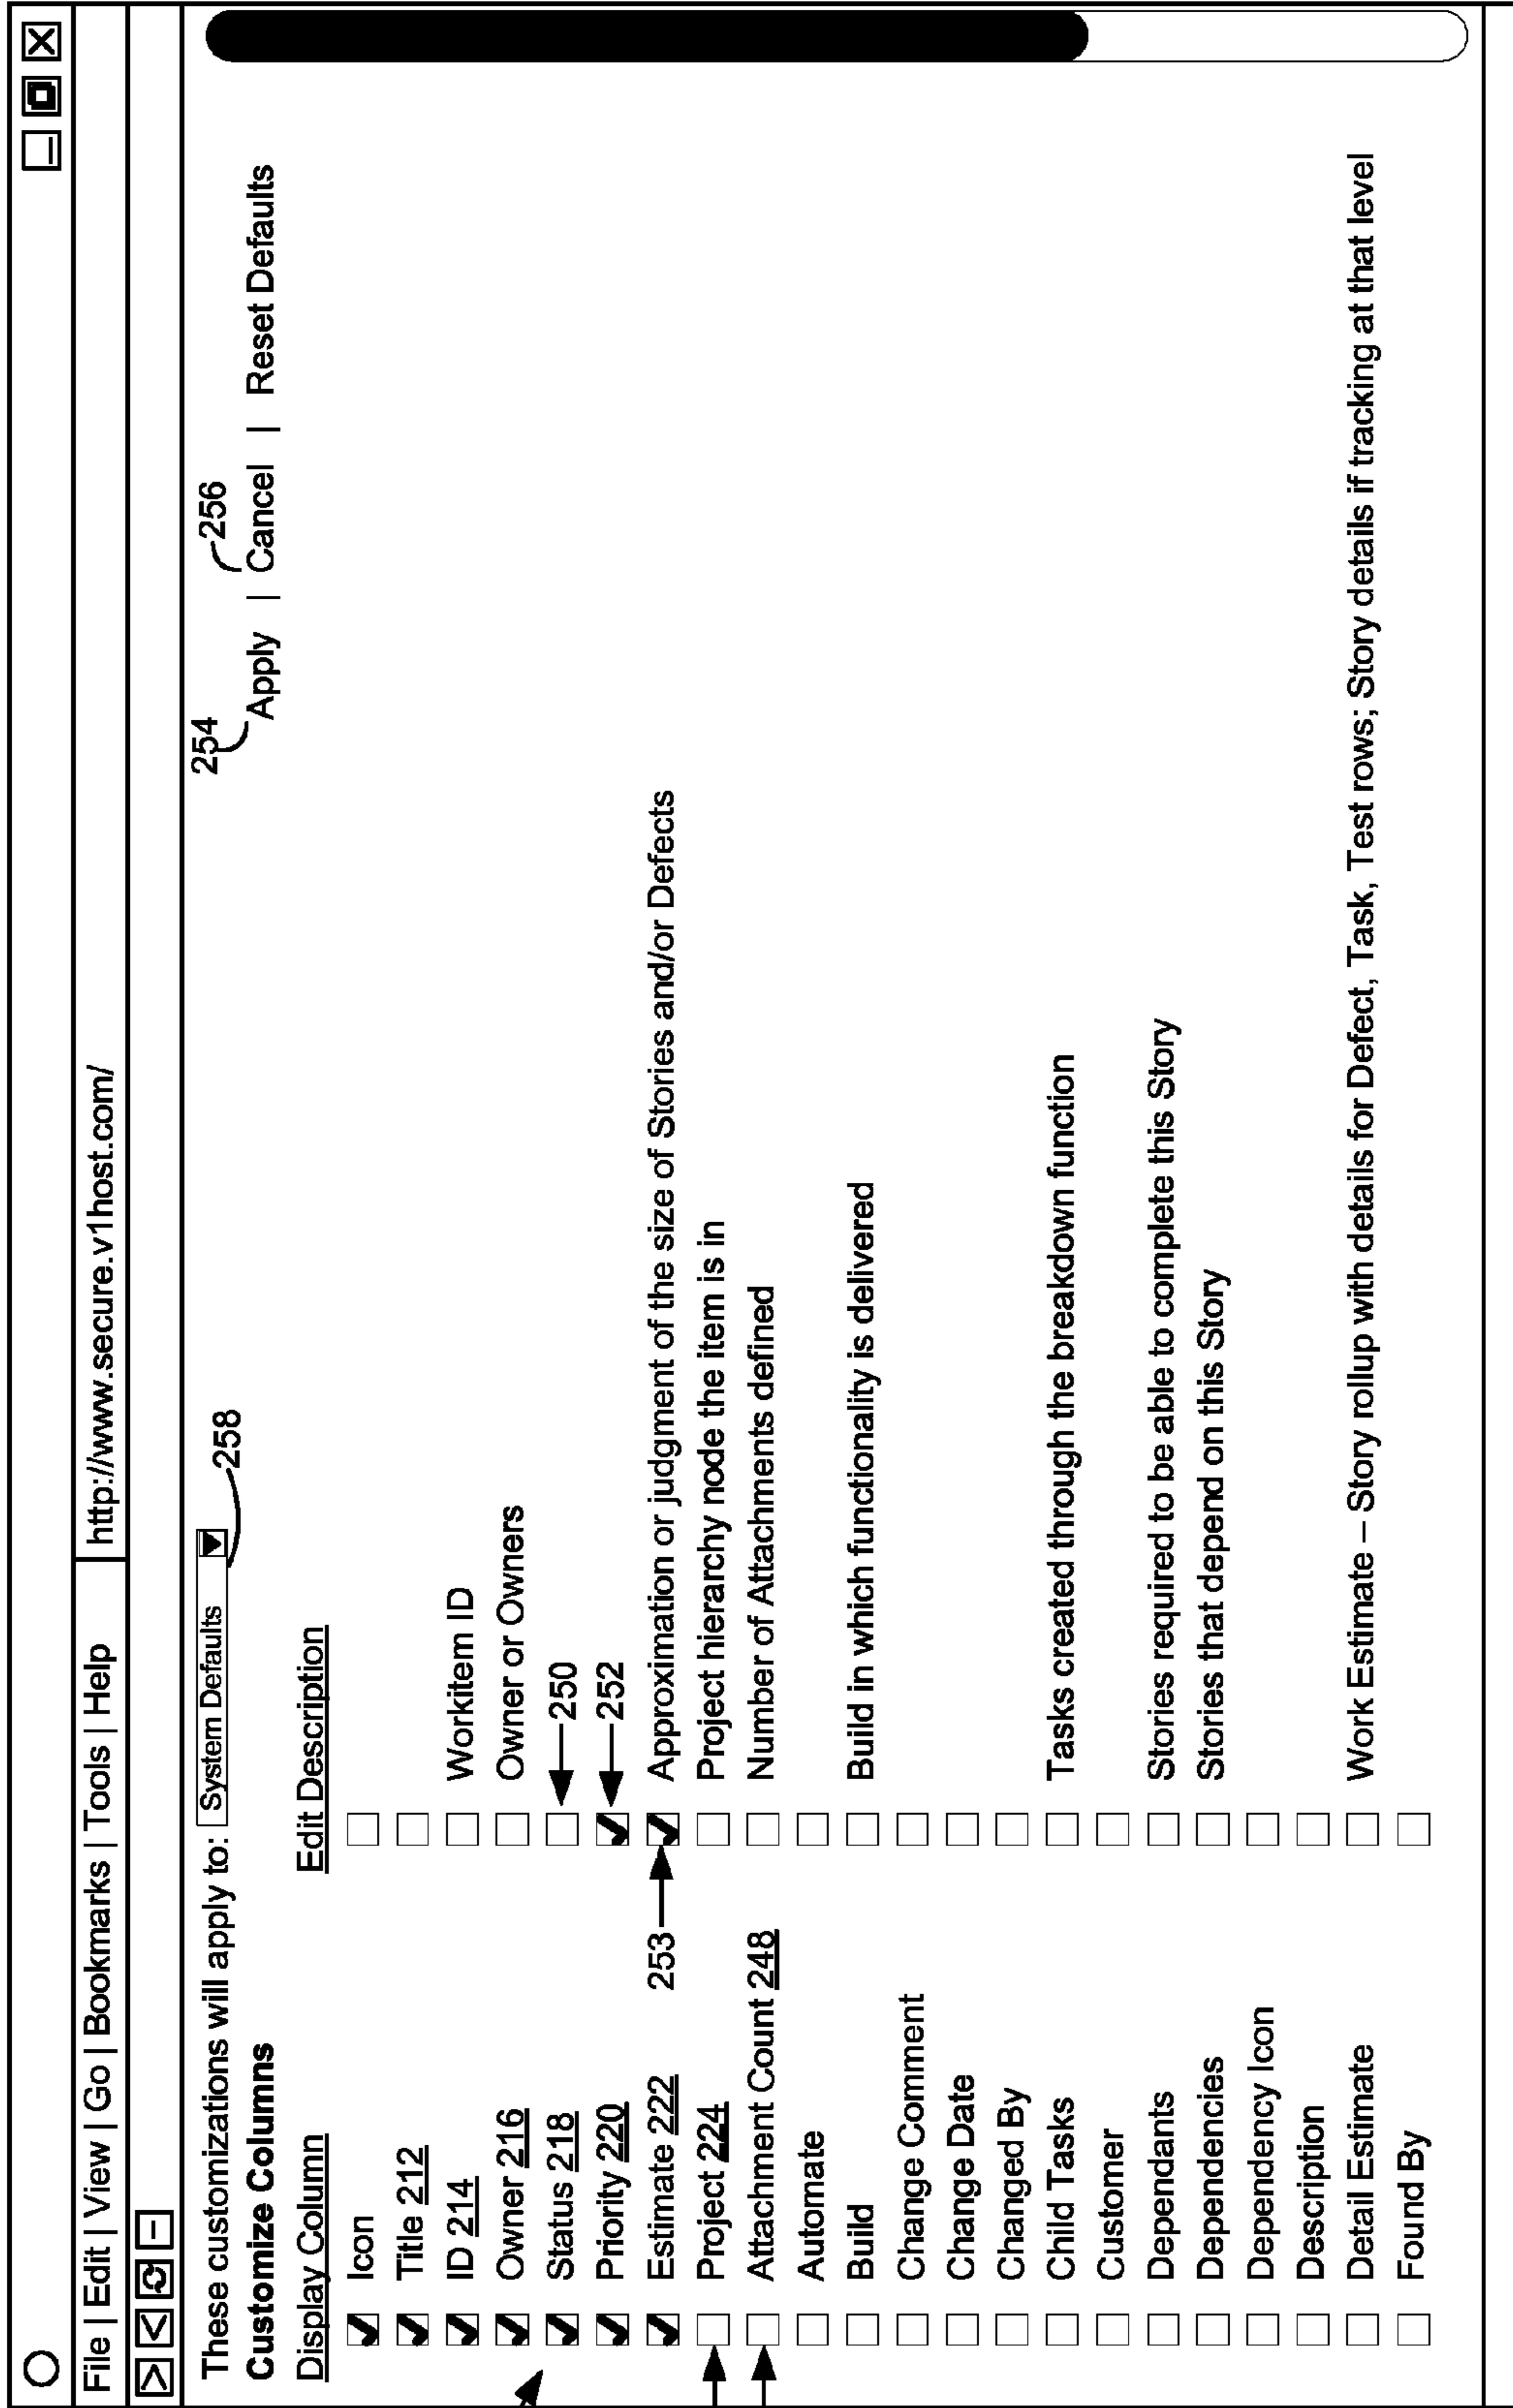 File | Edit | View | Go | Bookmarks | Tools | Help http://www.secure.v1host.com/
These customizations will apply to: System Defaults 258
254 256
Customize Columns Apply | Cancel | Reset Defaults
Display Column Edit Description
Icon
Title 212
ID 214 Workitem ID
Owner 216 Owner or Owners
Status 218 250
Priority 220 252
Estimate 222 253 Approximation or judgment of the size of Stories and/or Defects
Project 224 Project hierarchy node the item is in
Attachment Count 248 Number of Attachments defined
Automate
Build Build in which functionality is delivered
Change Comment
Change Date
Changed By
Child Tasks Tasks created through the breakdown function
Customer
Dependants Stories required to be able to complete this Story
Dependencies Stories that depend on this Story
Dependency Icon
Description
Detail Estimate Work Estimate – Story rollup with details for Defect, Task, Test rows; Story details if tracking at that level
Found By